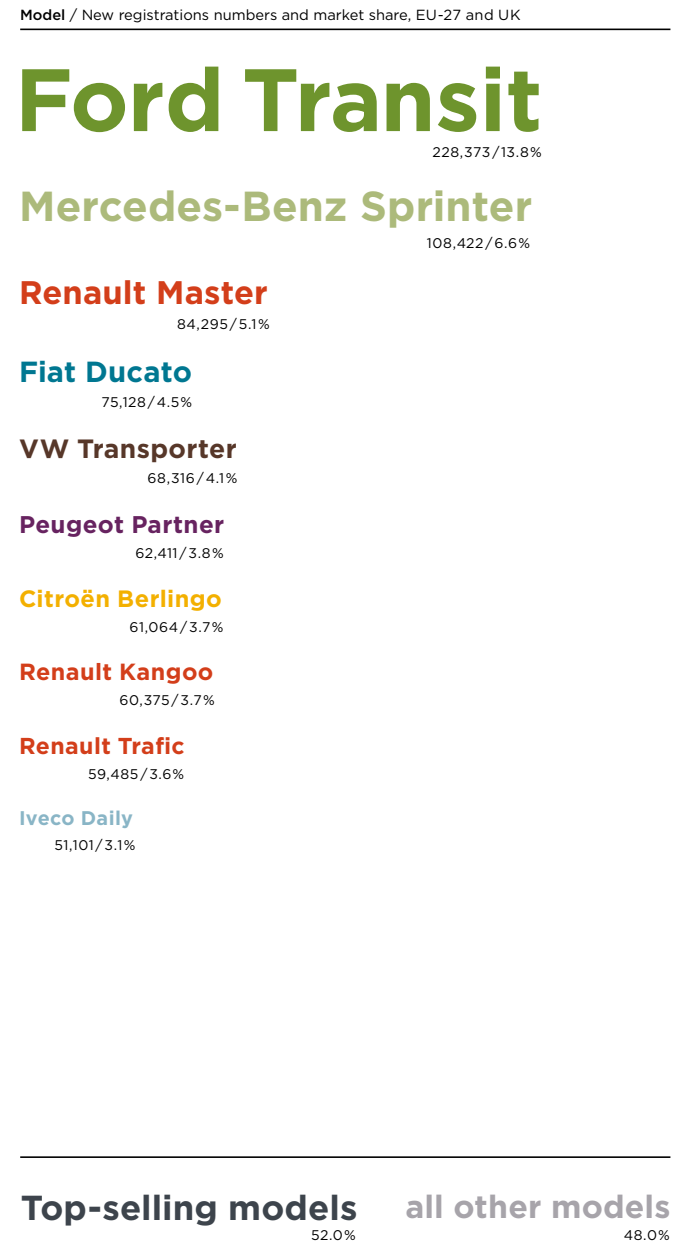 Model / New registrations numbers and market share, EU-27 and UK
Ford Transit
228,373/13.8%
Mercedes-Benz Sprinter
108,422/6.6%
Renault Master
84,295/5.1%
Fiat Ducato
75,128/4.5%
VW Transporter
68,316/4.1%
Peugeot Partner
62,411/3.8%
Citroën Berlingo
61,064/3.7%
Renault Kangoo
60,375/3.7%
Renault Trafic
59,485/3.6%
Iveco Daily
51,101/3.1%
Top-selling models all other models
52.0% 48.0%